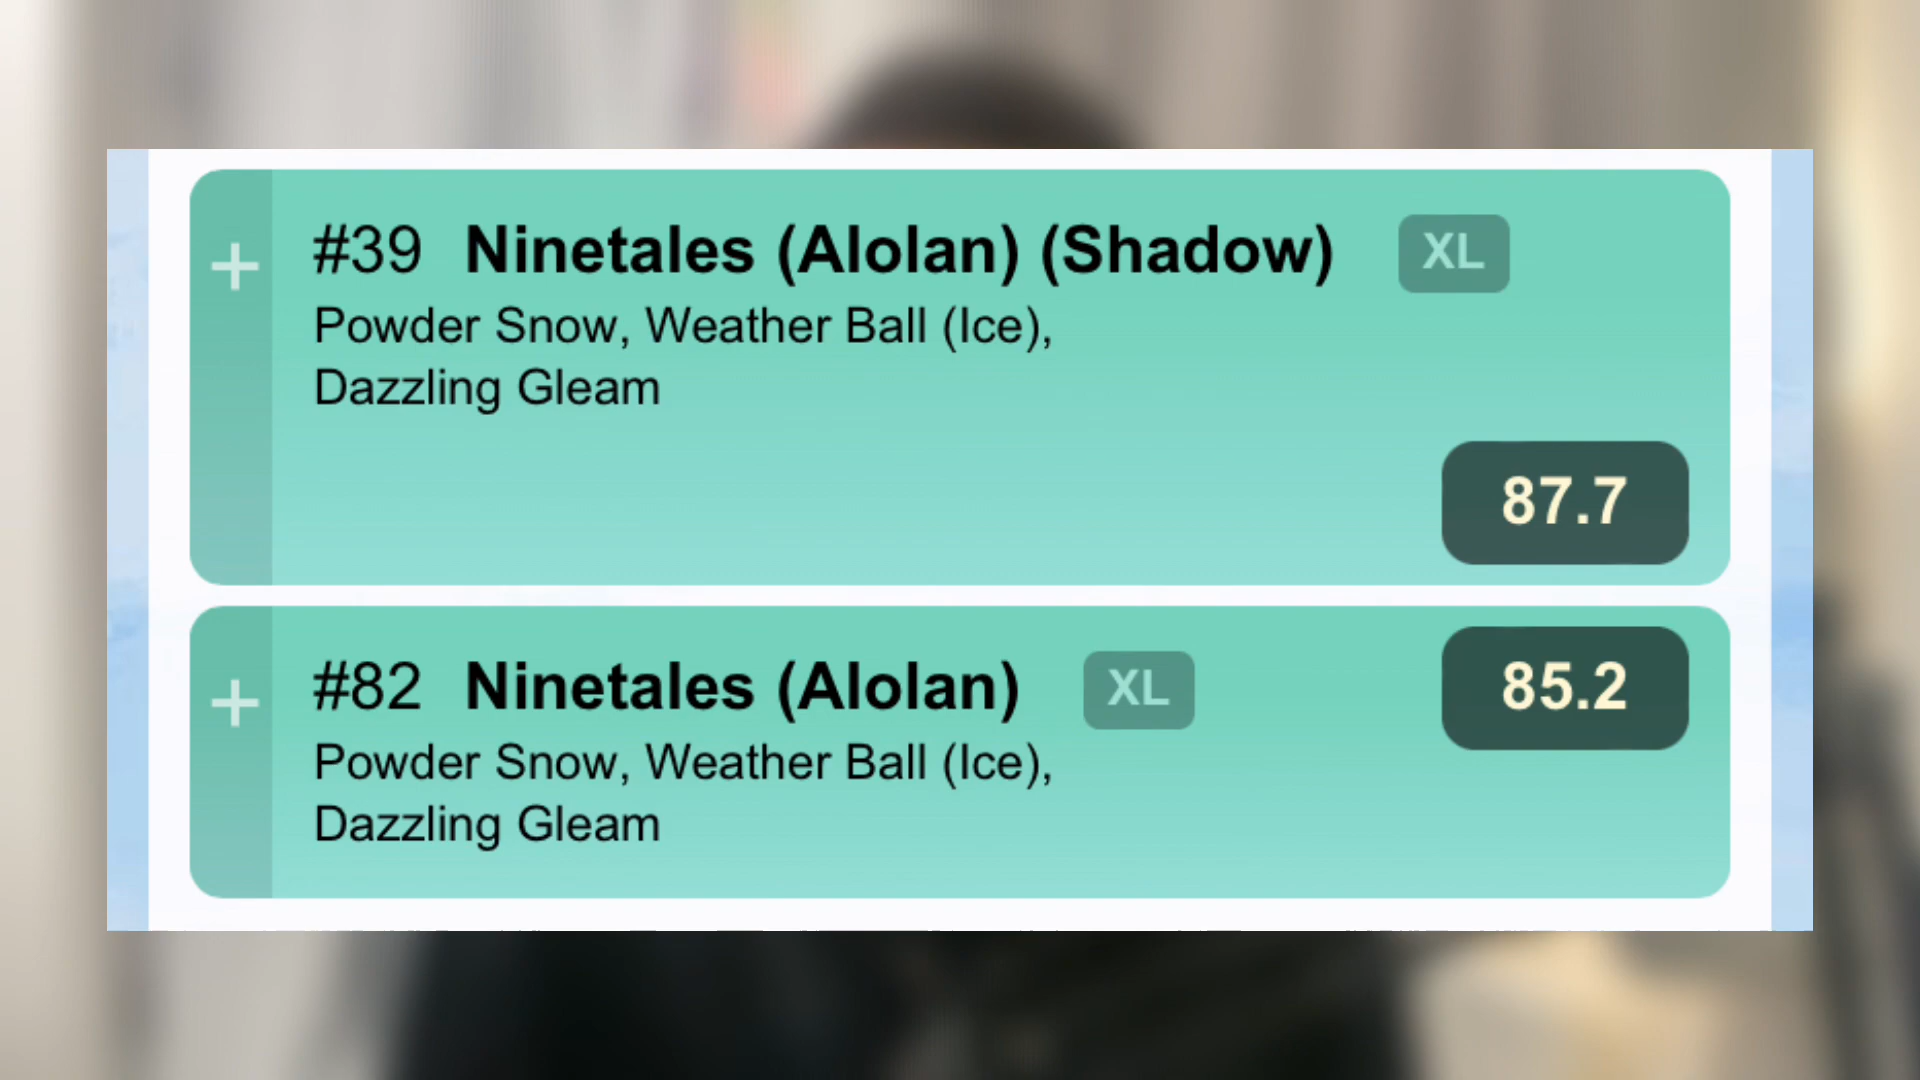 + #39 Ninetales (Alolan) (Shadow) XL
Powder Snow, Weather Ball (Ice),
Dazzling Gleam
87.7
+ #82 Ninetales (Alolan) XL 85.2
Powder Snow, Weather Ball (Ice),
Dazzling Gleam